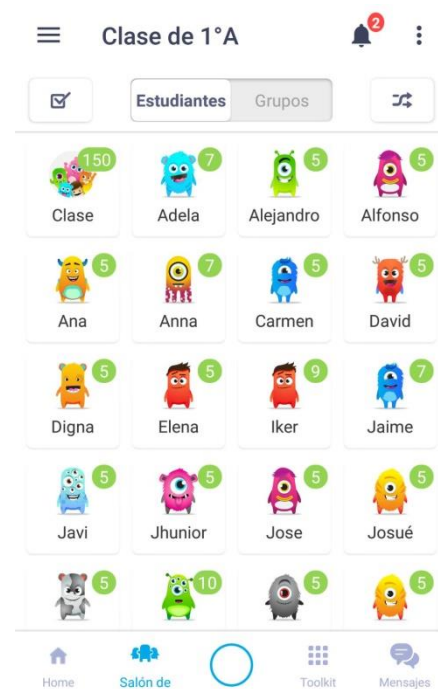 Clase de 1°A
2
Estudiantes Grupos
150 7 5 5
Clase Adela Alejandro Alfonso
5 7 5 5
Ana Anna Carmen David
5 5 9 7
Digna Elena Iker Jaime
5 5 5 5
Javi Jhunior Jose Josué
5 10 5 5
Home Salón de Toolkit Mensajes